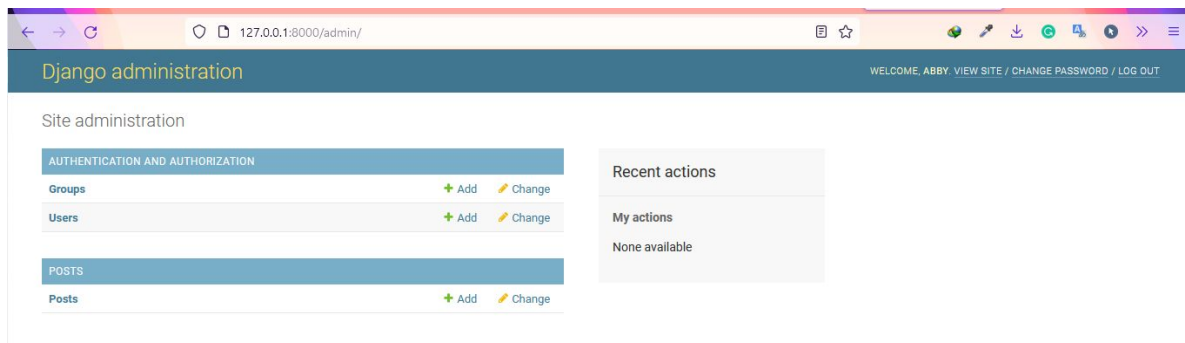 127.0.0.1:8000/admin/
Django administration
WELCOME, ABBY. VIEW SITE / CHANGE PASSWORD / LOG OUT
Site administration
AUTHENTICATION AND AUTHORIZATION
Groups + Add Change
Users + Add Change
POSTS
Posts + Add Change
Recent actions
My actions
None available